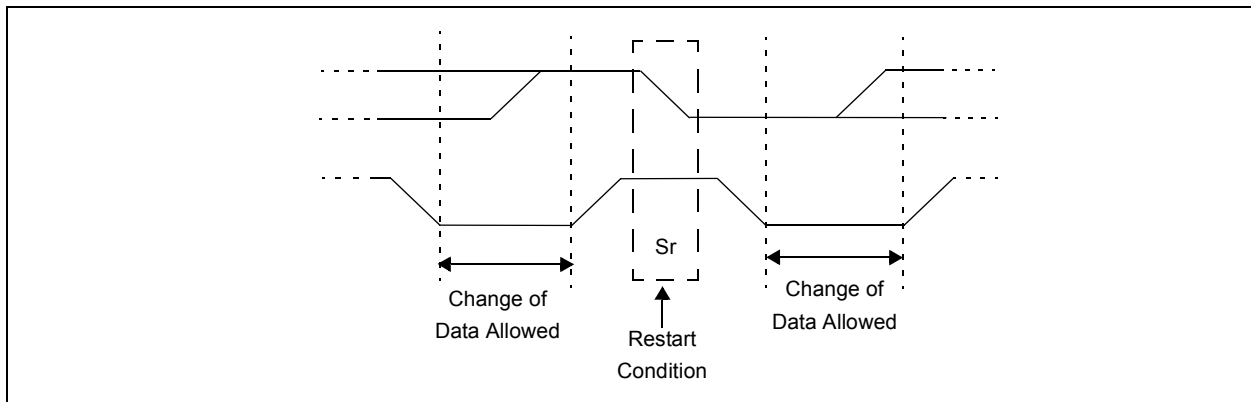 Sr
Change of
Data Allowed
Restart
Condition
Change of
Data Allowed